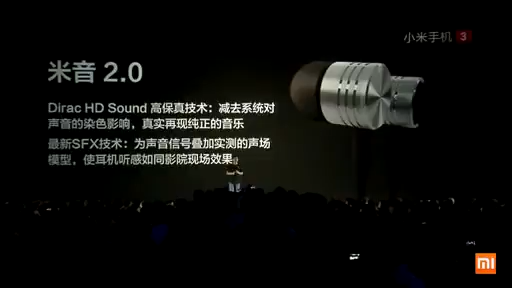 小米手机 3
米音 2.0
Dirac HD Sound 高保真技术：减去系统对
声音的染色影响，真实再现纯正的音乐
最新SFX技术：为声音信号叠加实测的声场
模型，使耳机听感如同影院现场效果。
mi